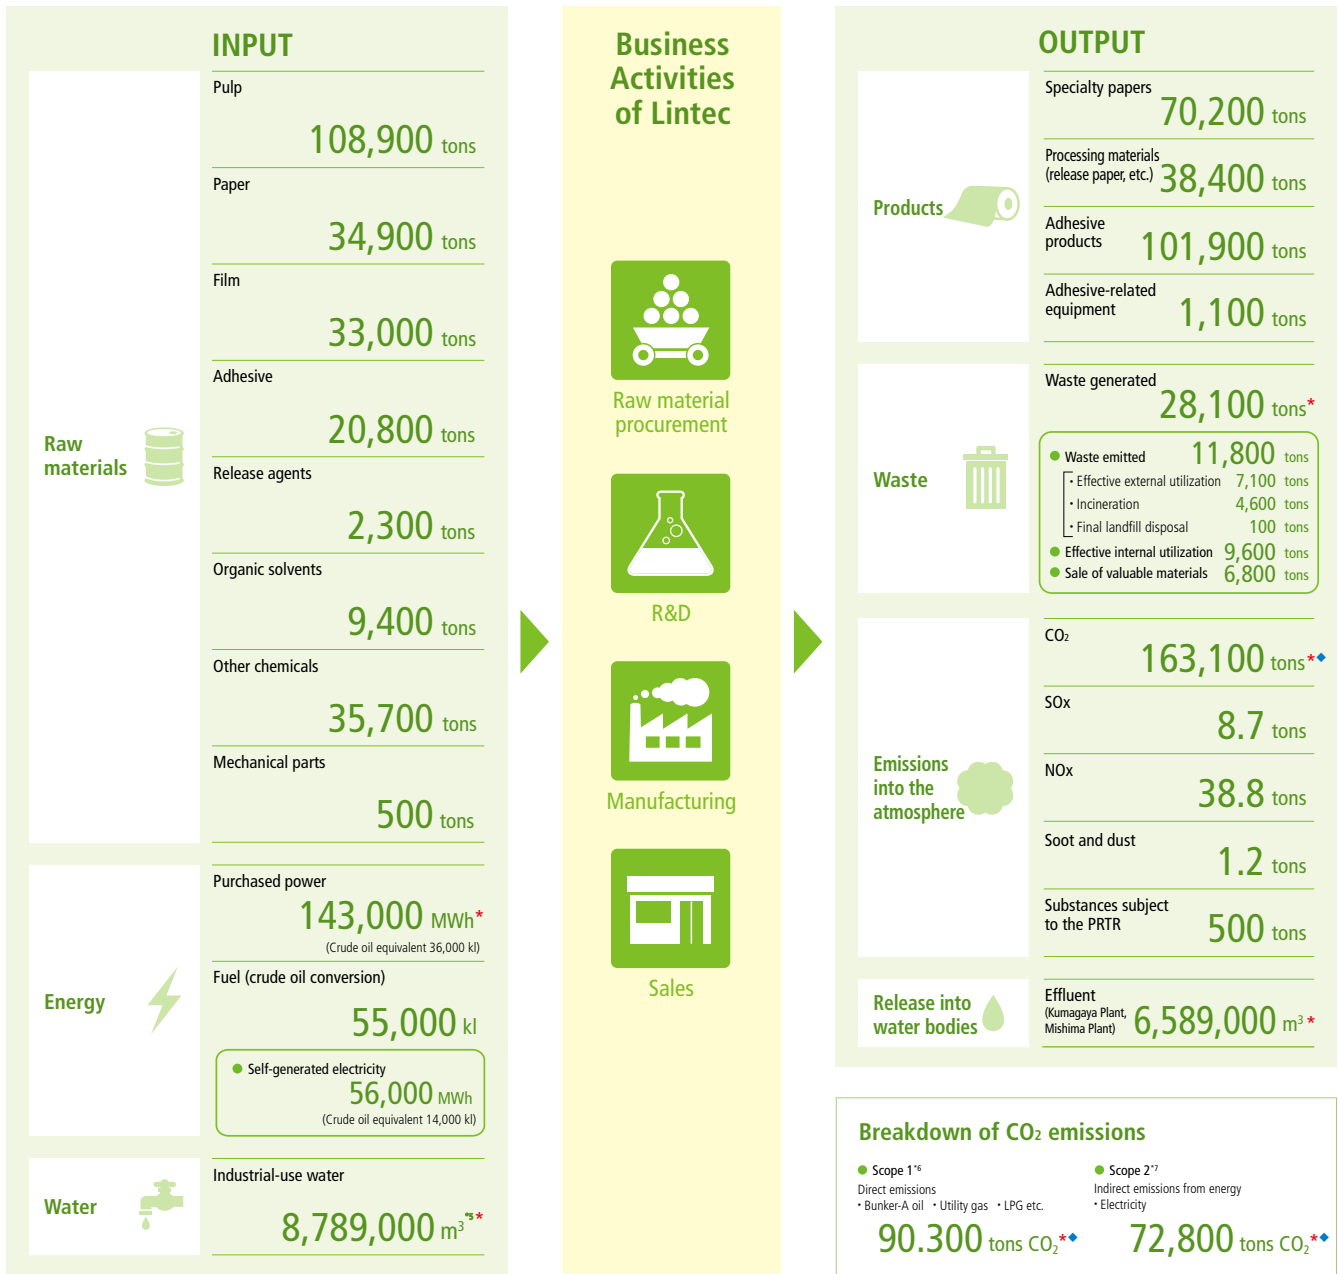 INPUT
Raw
materials
Pulp
108,900 tons
Paper
34,900 tons
Film
33,000 tons
Adhesive
20,800 tons
Release agents
2,300 tons
Organic solvents
9,400 tons
Other chemicals
35,700 tons
Mechanical parts
500 tons
Energy
Purchased power
143,000 MWh*
(Crude oil equivalent 36,000 kl)
Fuel (crude oil conversion)
55,000 kl
● Self-generated electricity
56,000 MWh
(Crude oil equivalent 14,000 kl)
Water
Industrial-use water
8,789,000 m³*⁵*
Business
Activities
of Lintec
Raw material
procurement
R&D
Manufacturing
Sales
OUTPUT
Products
Specialty papers
70,200 tons
Processing materials
(release paper, etc.) 38,400 tons
Adhesive
products 101,900 tons
Adhesive-related
equipment 1,100 tons
Waste
Waste generated
28,100 tons*
● Waste emitted 11,800 tons
・Effective external utilization 7,100 tons
・Incineration 4,600 tons
・Final landfill disposal 100 tons
● Effective internal utilization 9,600 tons
● Sale of valuable materials 6,800 tons
Emissions
into the
atmosphere
CO₂
163,100 tons*◆
SOx
8.7 tons
NOx
38.8 tons
Soot and dust
1.2 tons
Substances subject
to the PRTR 500 tons
Release into
water bodies
Effluent
(Kumagaya Plant,
Mishima Plant) 6,589,000 m³*
Breakdown of CO₂ emissions
● Scope 1*⁶
Direct emissions
・Bunker-A oil ・Utility gas ・LPG etc.
90.300 tons CO₂*◆
● Scope 2*⁷
Indirect emissions from energy
・Electricity
72,800 tons CO₂*◆